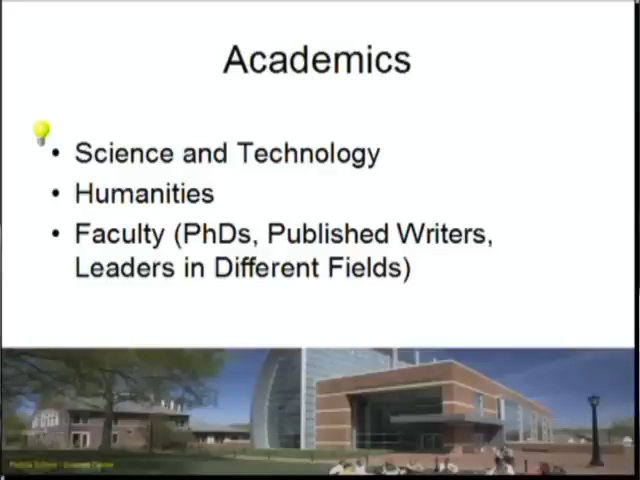 Academics
• Science and Technology
• Humanities
• Faculty (PhDs, Published Writers,
Leaders in Different Fields)